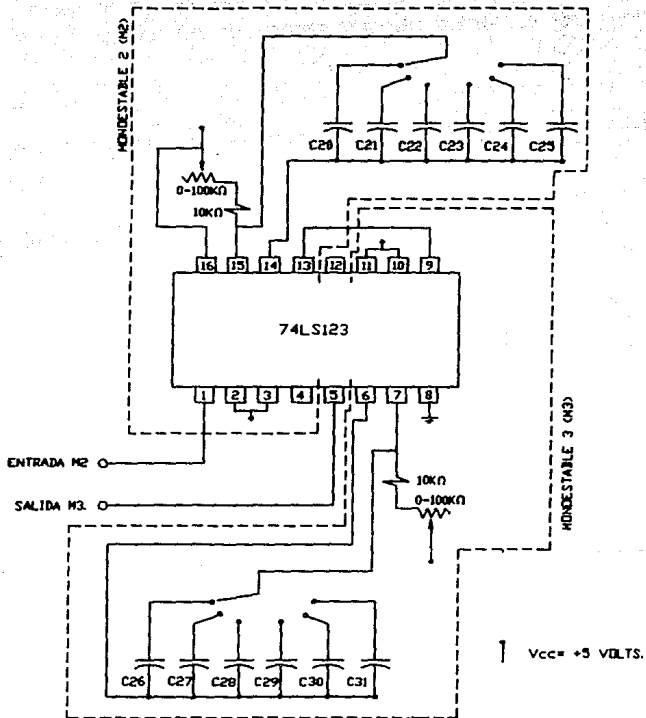 MONOESTABLE 2 (M2)
C20 C21 C22 C23 C24 C25
0-100KΩ
10KΩ
16 15 14 13 12 11 10 9
74LS123
1 2 3 4 5 6 7 8
ENTRADA M2
SALIDA M3.
10KΩ
0-100KΩ
MONOESTABLE 3 (M3)
C26 C27 C28 C29 C30 C31
Vcc= +5 VOLTS.